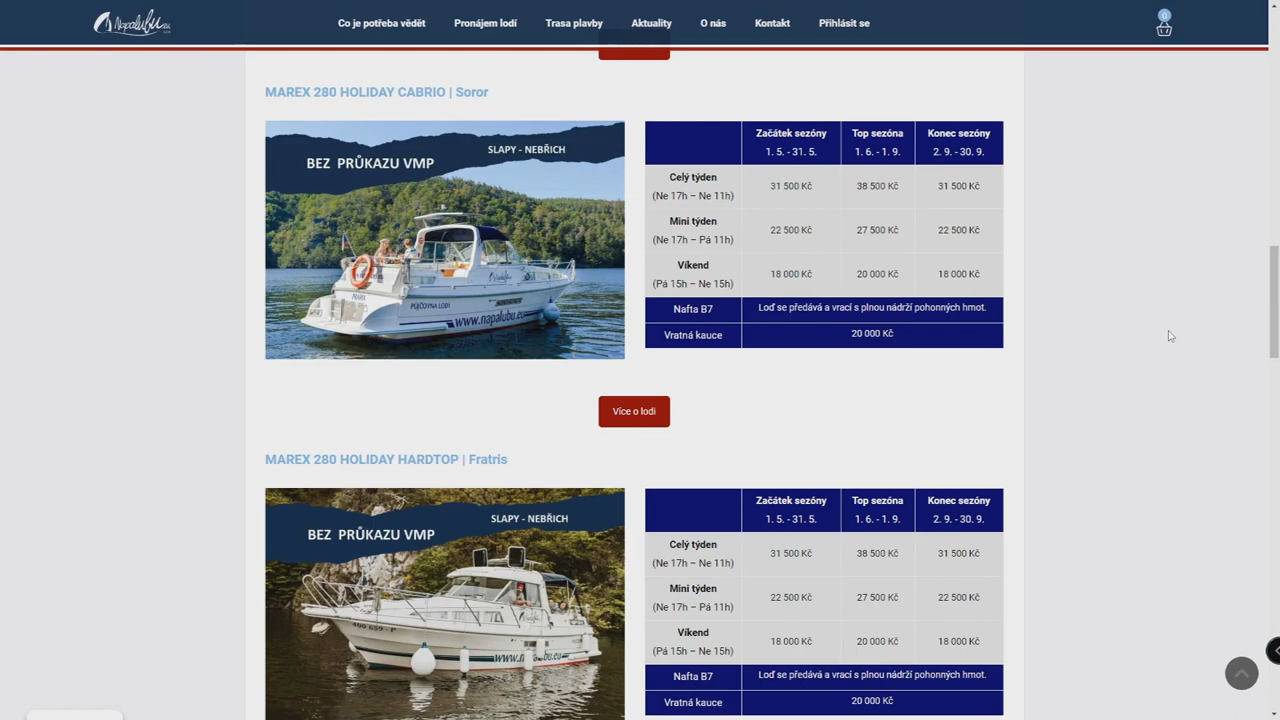 Napalubu
Co je potřeba vědět Pronájem lodí Trasa plavby Aktuality O nás Kontakt Přihlásit se
0
MAREX 280 HOLIDAY CABRIO | Soror
BEZ PRŮKAZU VMP
SLAPY - NEBŘICH
PŮJČOVNA LODÍ
www.napalubu.eu
Začátek sezóny Top sezóna Konec sezóny
1. 5. - 31. 5. 1. 6. - 1. 9. 2. 9. - 30. 9.
Celý týden
(Ne 17h – Ne 11h) 31 500 Kč 38 500 Kč 31 500 Kč
Mini týden
(Ne 17h – Pá 11h) 22 500 Kč 27 500 Kč 22 500 Kč
Víkend
(Pá 15h – Ne 15h) 18 000 Kč 20 000 Kč 18 000 Kč
Nafta B7 Loď se předává a vrací s plnou nádrží pohonných hmot.
Vratná kauce 20 000 Kč
Více o lodi
MAREX 280 HOLIDAY HARDTOP | Fratris
BEZ PRŮKAZU VMP
SLAPY - NEBŘICH
www.napalubu.eu
Začátek sezóny Top sezóna Konec sezóny
1. 5. - 31. 5. 1. 6. - 1. 9. 2. 9. - 30. 9.
Celý týden
(Ne 17h – Ne 11h) 31 500 Kč 38 500 Kč 31 500 Kč
Mini týden
(Ne 17h – Pá 11h) 22 500 Kč 27 500 Kč 22 500 Kč
Víkend
(Pá 15h – Ne 15h) 18 000 Kč 20 000 Kč 18 000 Kč
Nafta B7 Loď se předává a vrací s plnou nádrží pohonných hmot.
Vratná kauce 20 000 Kč